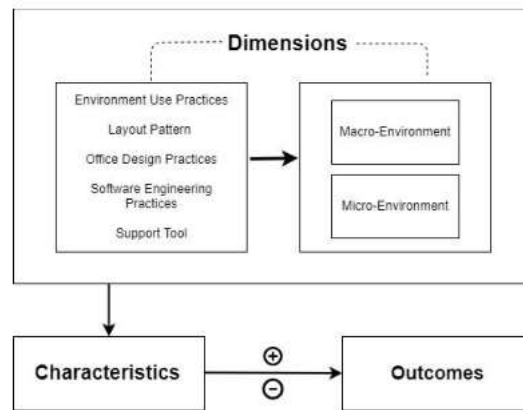 Dimensions
Environment Use Practices
Layout Pattern
Office Design Practices
Software Engineering
Practices
Support Tool
Macro-Environment
Micro-Environment
Characteristics
+
−
Outcomes